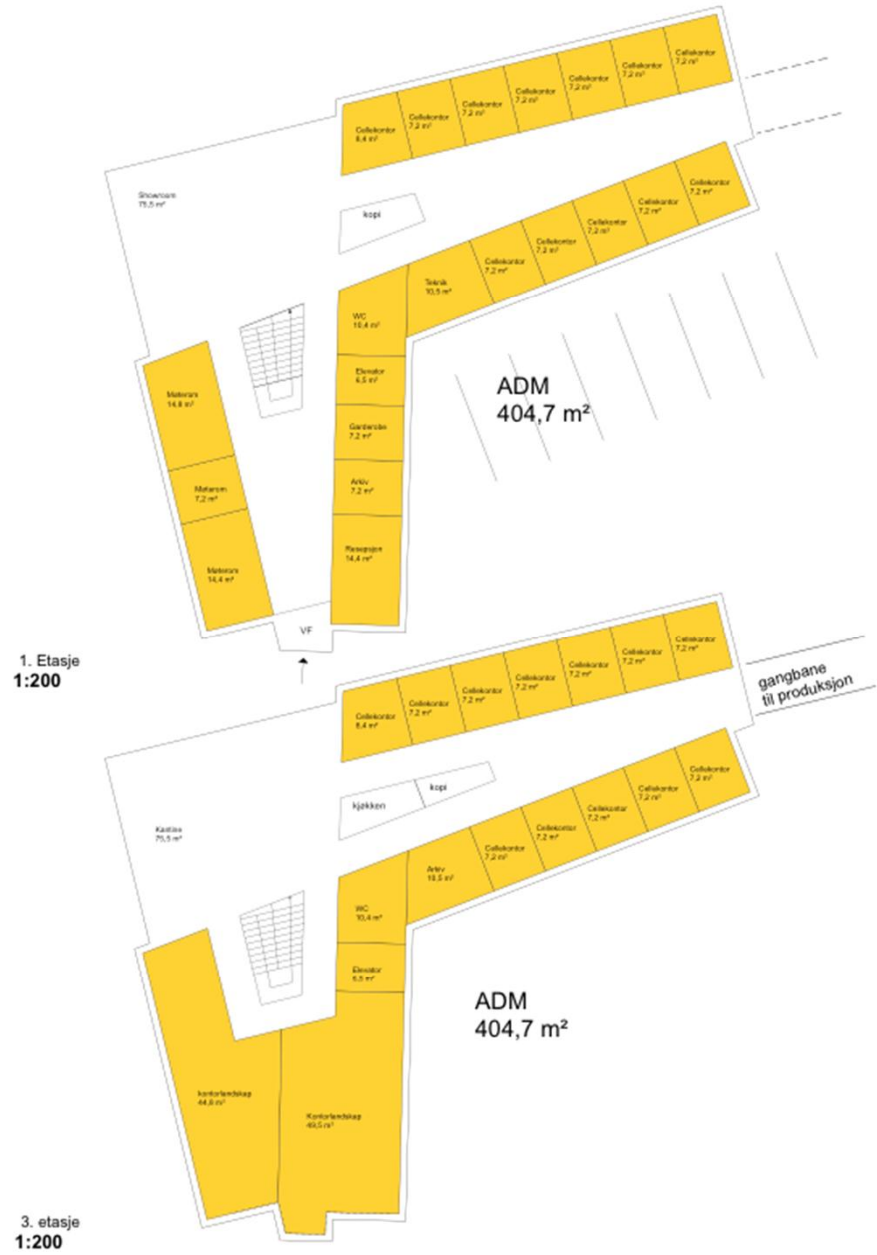 Cellekontor
7,2 m²
Cellekontor
7,2 m²
Cellekontor
7,2 m²
Cellekontor
7,2 m²
Cellekontor
7,2 m²
Cellekontor
7,2 m²
Cellekontor
Showroom
75,5 m²
kopi
Cellekontor
7,2 m²
Cellekontor
7,2 m²
Cellekontor
7,2 m²
Cellekontor
7,2 m²
Cellekontor
7,2 m²
Teknik
10,5 m²
WC
10,4 m²
Elevator
6,5 m²
Garderobe
7,2 m²
Arkiv
7,2 m²
Resepsjon
14,4 m²
Møterom
14,8 m²
Møterom
7,2 m²
Møterom
14,4 m²
VF
ADM
404,7 m²
1. Etasje
1:200
Cellekontor
7,2 m²
Cellekontor
7,2 m²
Cellekontor
7,2 m²
Cellekontor
7,2 m²
Cellekontor
7,2 m²
Cellekontor
7,2 m²
Cellekontor
gangbane
til produksjon
kjøkken
kopi
Kantine
75,5 m²
Cellekontor
7,2 m²
Cellekontor
7,2 m²
Cellekontor
7,2 m²
Cellekontor
7,2 m²
Cellekontor
7,2 m²
Arkiv
10,5 m²
WC
10,4 m²
Elevator
6,5 m²
kontorlandskap
Kontorlandskap
ADM
404,7 m²
3. etasje
1:200